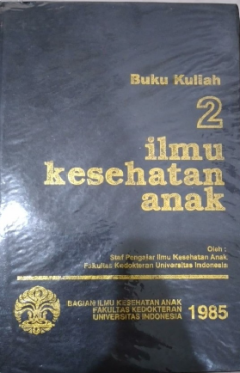 Buku Kuliah
2
ilmu
kesehatan
anak
Oleh :
Staf Pengajar Ilmu Kesehatan Anak
Fakultas Kedokteran Universitas Indonesia
BAGIAN ILMU KESEHATAN ANAK
FAKULTAS KEDOKTERAN
UNIVERSITAS INDONESIA
1985